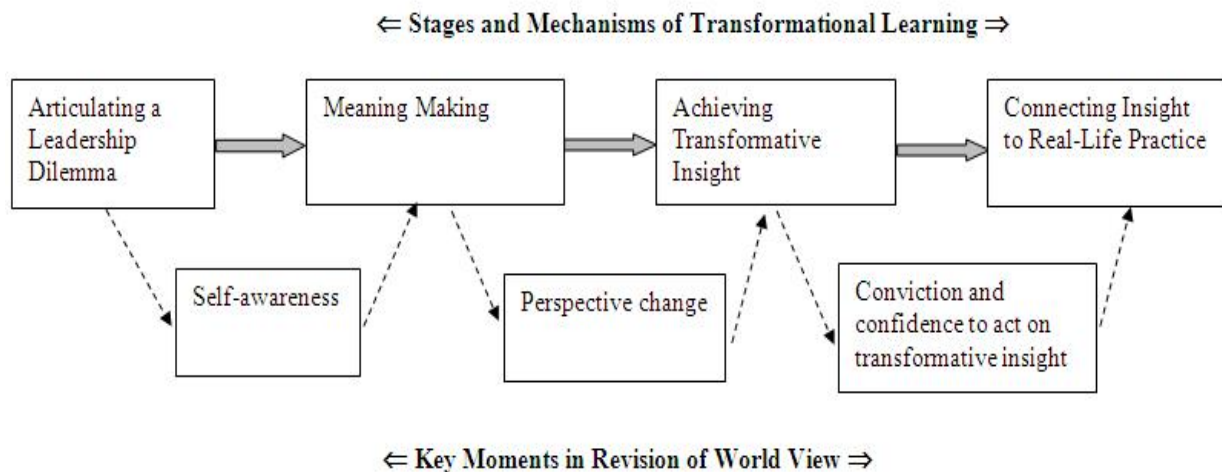 ⇐ Stages and Mechanisms of Transformational Learning ⇒
Articulating a
Leadership
Dilemma
Meaning Making
Achieving
Transformative
Insight
Connecting Insight
to Real-Life Practice
Self-awareness
Perspective change
Conviction and
confidence to act on
transformative insight
⇐ Key Moments in Revision of World View ⇒